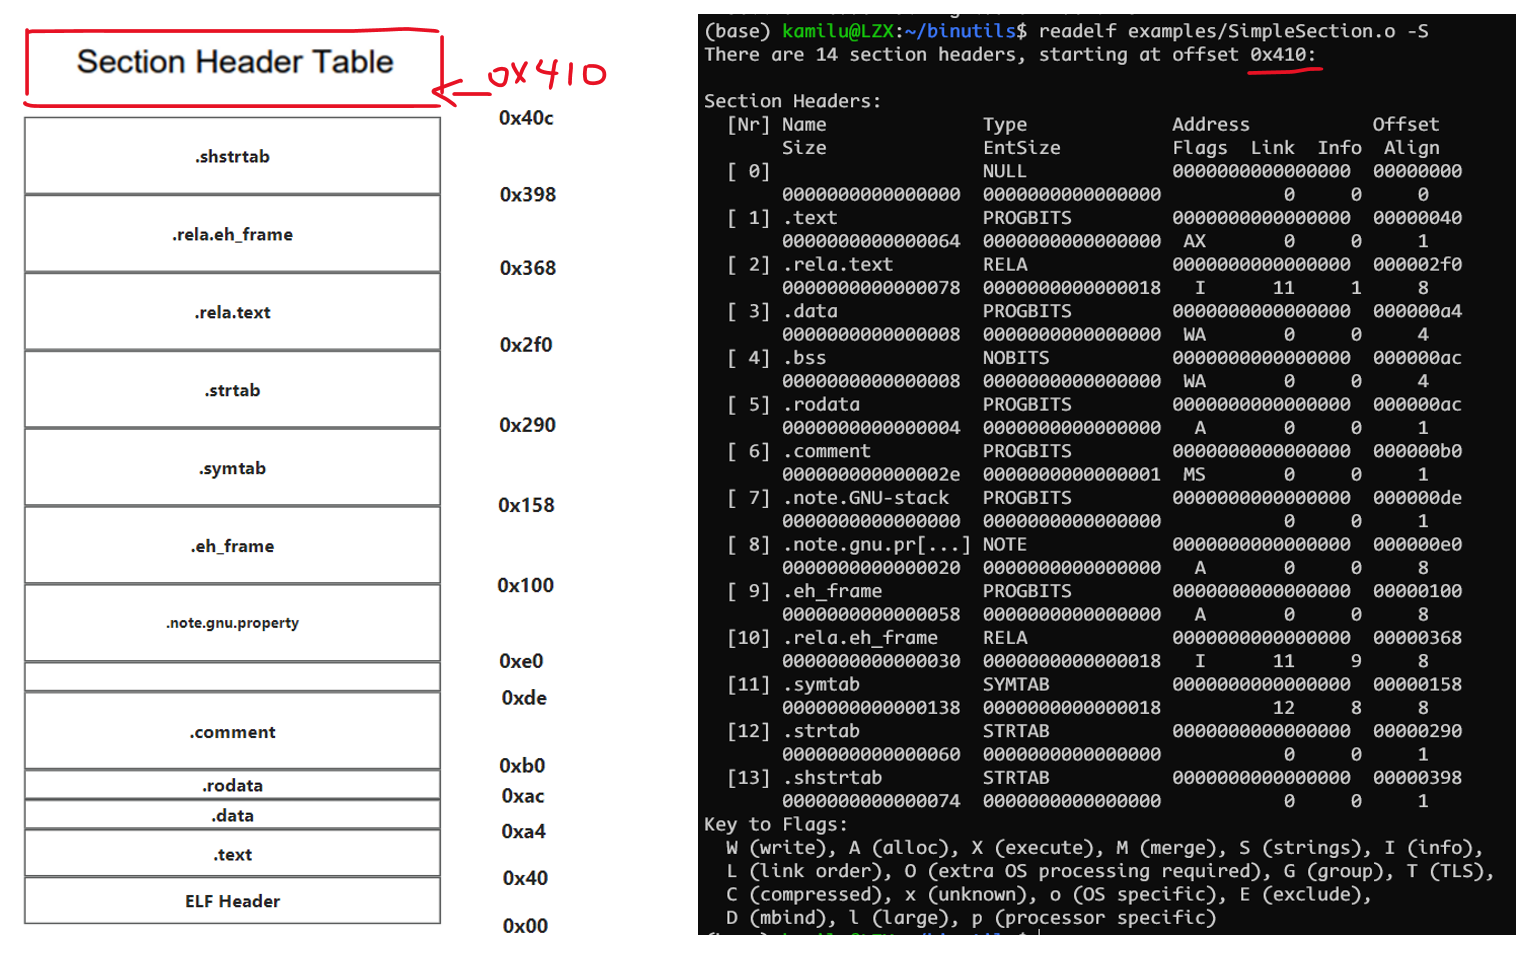 Section Header Table
0X410
0x40c
.shstrtab
0x398
.rela.eh_frame
0x368
.rela.text
0x2f0
.strtab
0x290
.symtab
0x158
.eh_frame
0x100
.note.gnu.property
0xe0
0xde
.comment
0xb0
.rodata
0xac
.data
0xa4
.text
0x40
ELF Header
0x00
(base) kamilu@LZX:~/binutils$ readelf examples/SimpleSection.o -S
There are 14 section headers, starting at offset 0x410:
Section Headers:
[Nr] Name Type Address Offset
Size EntSize Flags Link Info Align
[ 0] NULL 0000000000000000 00000000
0000000000000000 0000000000000000 0 0 0
[ 1] .text PROGBITS 0000000000000000 00000040
0000000000000064 0000000000000000 AX 0 0 1
[ 2] .rela.text RELA 0000000000000000 000002f0
0000000000000078 0000000000000018 I 11 1 8
[ 3] .data PROGBITS 0000000000000000 000000a4
0000000000000008 0000000000000000 WA 0 0 4
[ 4] .bss NOBITS 0000000000000000 000000ac
0000000000000008 0000000000000000 WA 0 0 4
[ 5] .rodata PROGBITS 0000000000000000 000000ac
0000000000000004 0000000000000000 A 0 0 1
[ 6] .comment PROGBITS 0000000000000000 000000b0
000000000000002e 0000000000000001 MS 0 0 1
[ 7] .note.GNU-stack PROGBITS 0000000000000000 000000de
0000000000000000 0000000000000000 0 0 1
[ 8] .note.gnu.pr[...] NOTE 0000000000000000 000000e0
0000000000000020 0000000000000000 A 0 0 8
[ 9] .eh_frame PROGBITS 0000000000000000 00000100
0000000000000058 0000000000000000 A 0 0 8
[10] .rela.eh_frame RELA 0000000000000000 00000368
0000000000000030 0000000000000018 I 11 9 8
[11] .symtab SYMTAB 0000000000000000 00000158
0000000000000138 0000000000000018 12 8 8
[12] .strtab STRTAB 0000000000000000 00000290
0000000000000060 0000000000000000 0 0 1
[13] .shstrtab STRTAB 0000000000000000 00000398
0000000000000074 0000000000000000 0 0 1
Key to Flags:
W (write), A (alloc), X (execute), M (merge), S (strings), I (info),
L (link order), O (extra OS processing required), G (group), T (TLS),
C (compressed), x (unknown), o (OS specific), E (exclude),
D (mbind), l (large), p (processor specific)